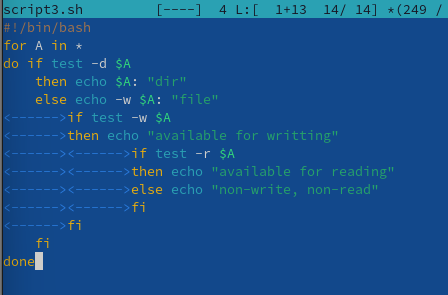 script3.sh [----] 4 L:[ 1+13 14/ 14] *(249 /
#!/bin/bash
for A in *
do if test -d $A
    then echo $A: "dir"
    else echo -w $A: "file"
<------>if test -w $A
<------>then echo "available for writting"
<------><------>if test -r $A
<------><------>then echo "available for reading"
<------><------>else echo "non-write, non-read"
<------><------>fi
<------>fi
    fi
done